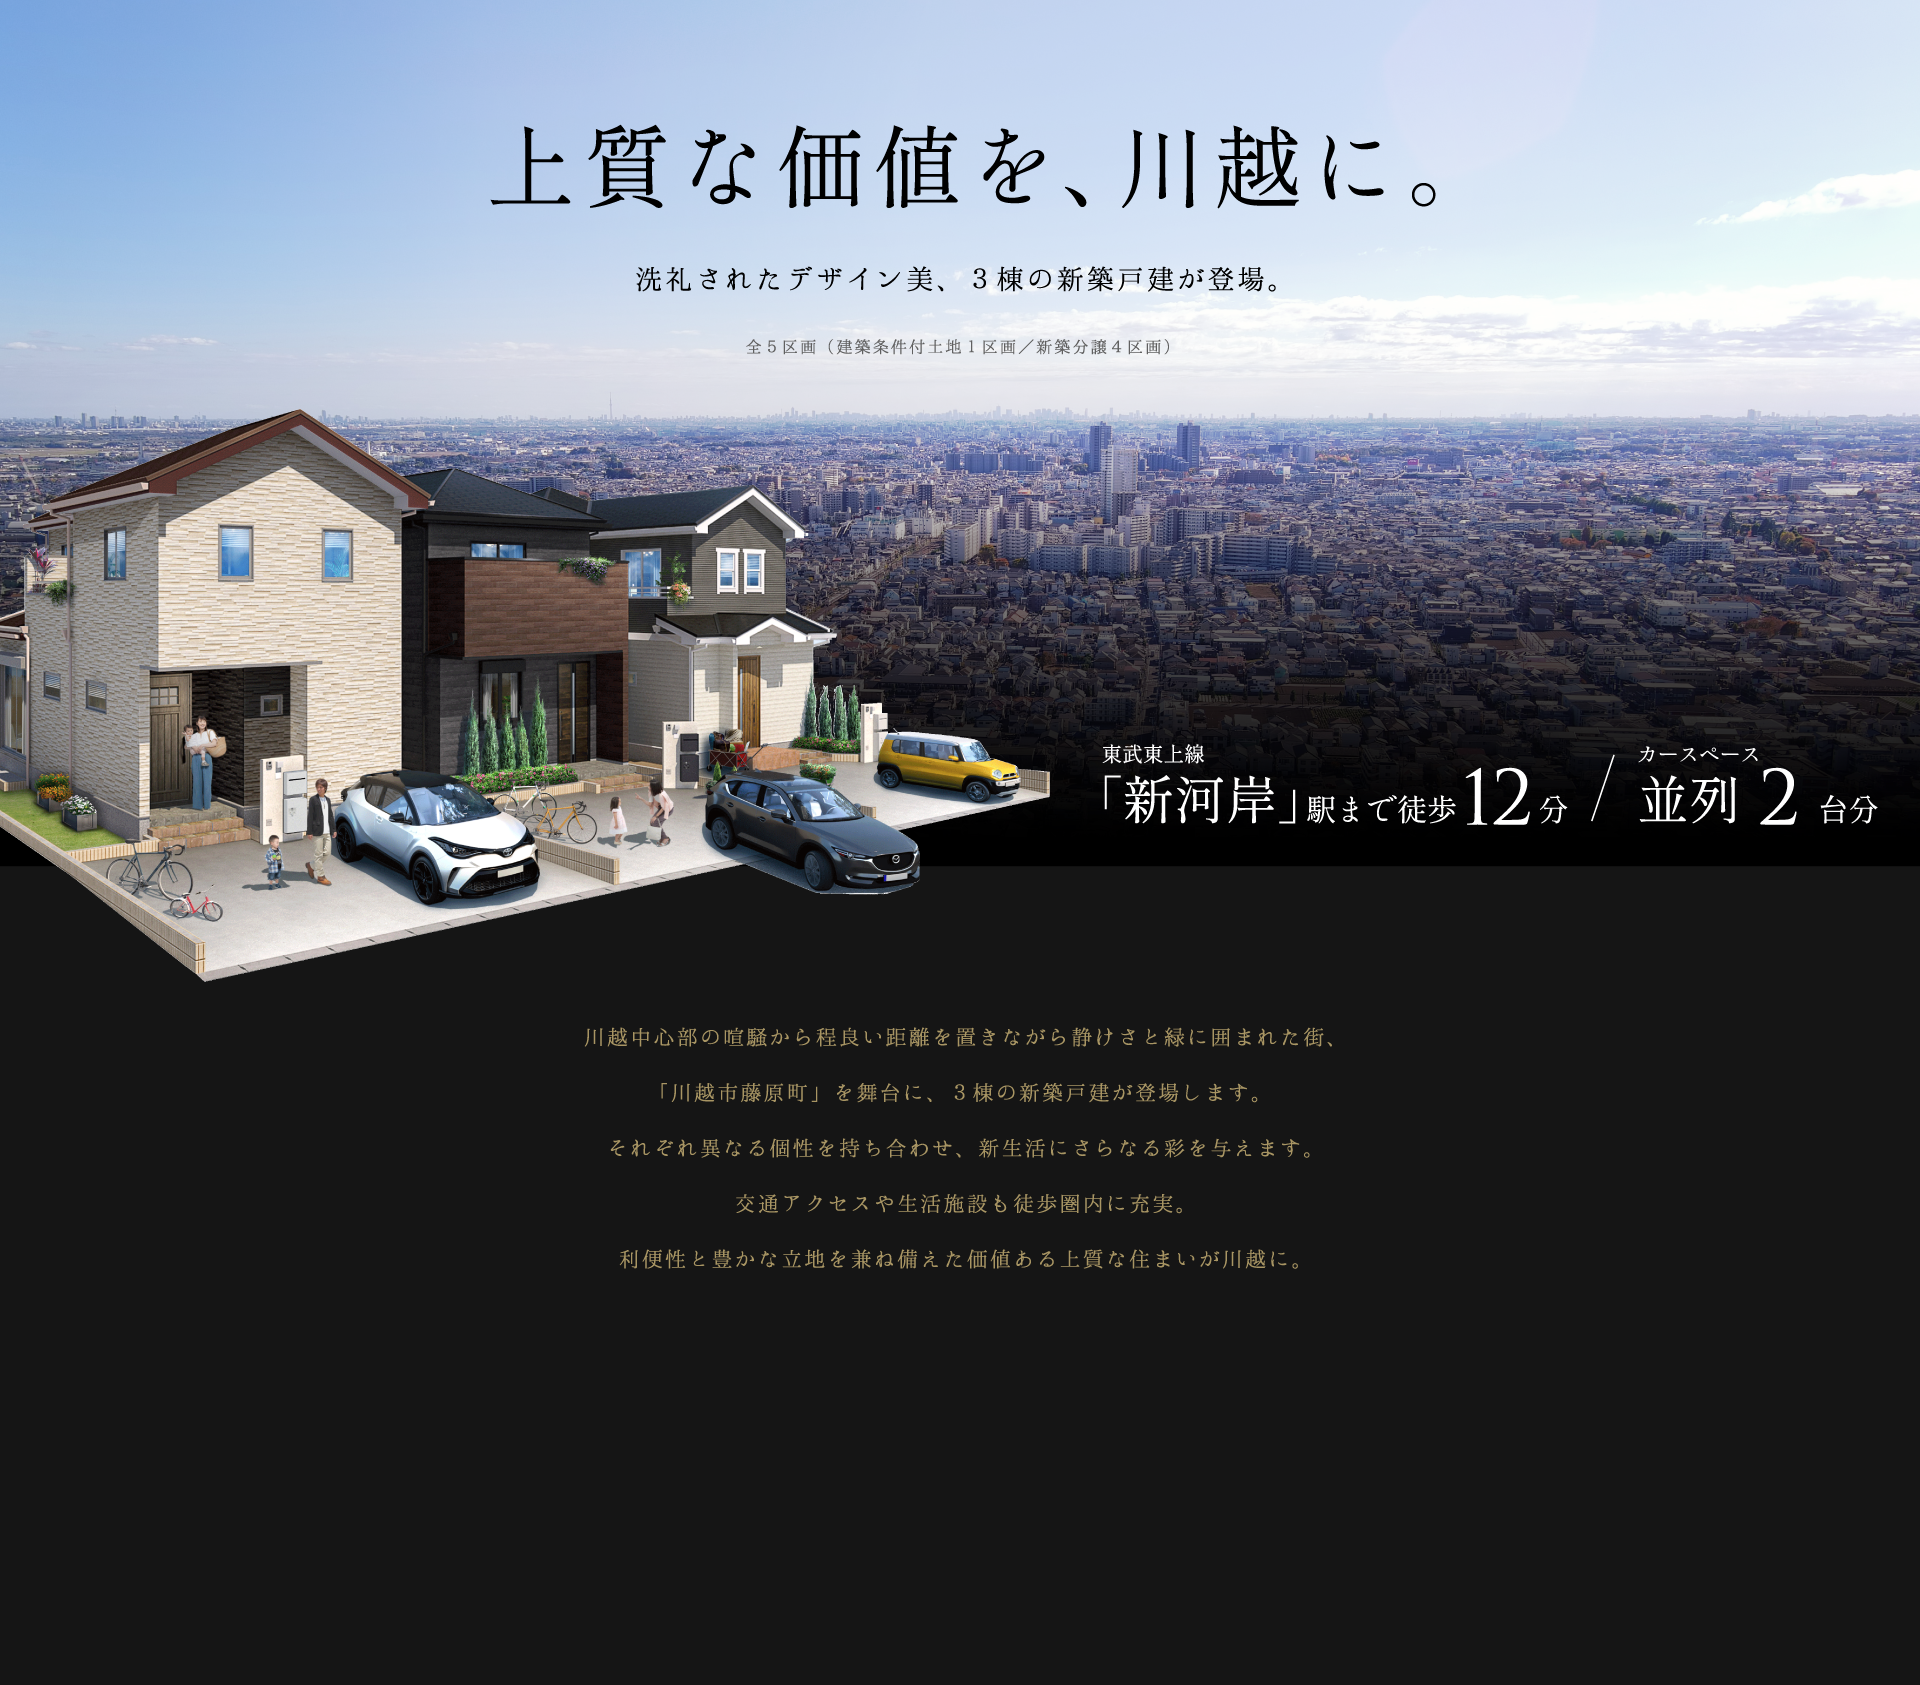 上質な価値を、川越に。
洗礼されたデザイン美、３棟の新築戸建が登場。
全５区画（建築条件付土地１区画／新築分譲４区画）
東武東上線
「新河岸」駅まで徒歩12分
カースペース
並列2台分
川越中心部の喧騒から程良い距離を置きながら静けさと緑に囲まれた街、
「川越市藤原町」を舞台に、３棟の新築戸建が登場します。
それぞれ異なる個性を持ち合わせ、新生活にさらなる彩を与えます。
交通アクセスや生活施設も徒歩圏内に充実。
利便性と豊かな立地を兼ね備えた価値ある上質な住まいが川越に。